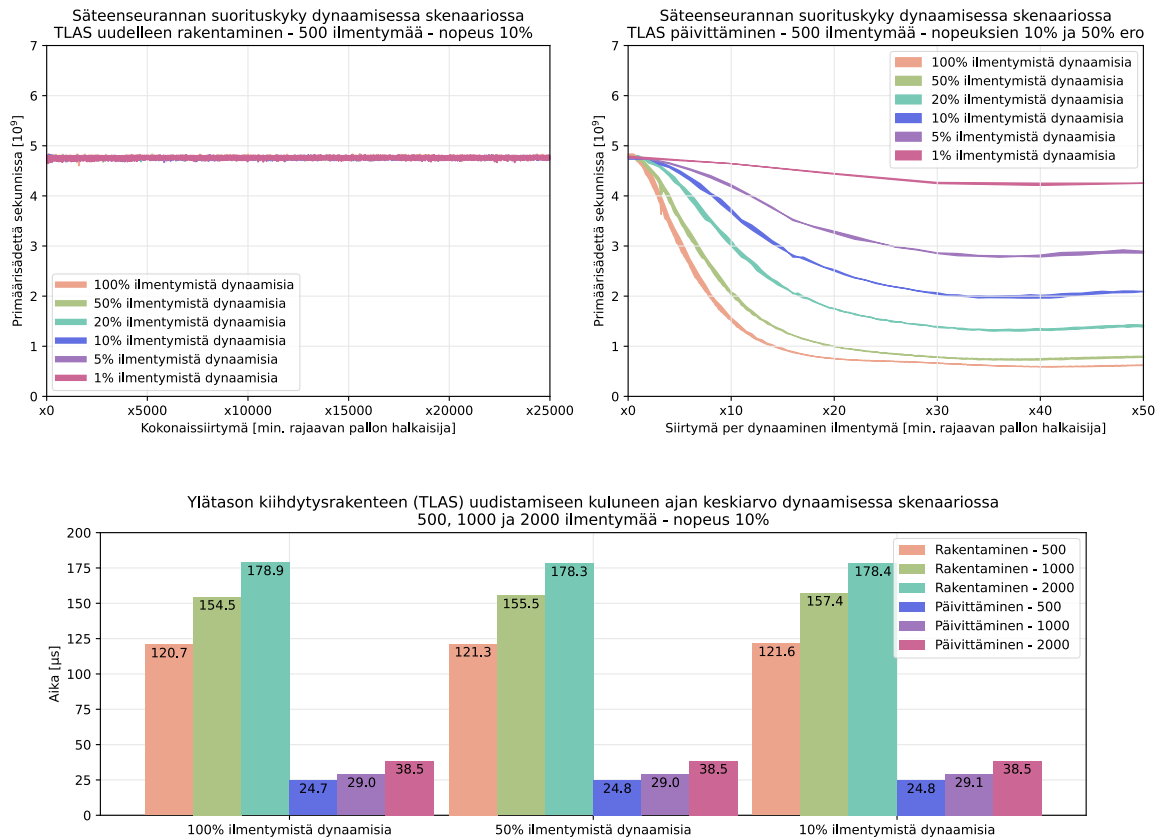 Säteenseurannan suorituskyky dynaamisessa skenaariossa
TLAS uudelleen rakentaminen - 500 ilmentymää - nopeus 10%
7
6
5
4
3
2
1
0
Primäärisädettä sekunnissa [10⁹]
100% ilmentymistä dynaamisia
50% ilmentymistä dynaamisia
20% ilmentymistä dynaamisia
10% ilmentymistä dynaamisia
5% ilmentymistä dynaamisia
1% ilmentymistä dynaamisia
x0 x5000 x10000 x15000 x20000 x25000
Kokonaissiirtymä [min. rajaavan pallon halkaisija]
Säteenseurannan suorituskyky dynaamisessa skenaariossa
TLAS päivittäminen - 500 ilmentymää - nopeuksien 10% ja 50% ero
7
6
5
4
3
2
1
0
Primäärisädettä sekunnissa [10⁹]
100% ilmentymistä dynaamisia
50% ilmentymistä dynaamisia
20% ilmentymistä dynaamisia
10% ilmentymistä dynaamisia
5% ilmentymistä dynaamisia
1% ilmentymistä dynaamisia
x0 x10 x20 x30 x40 x50
Siirtymä per dynaaminen ilmentymä [min. rajaavan pallon halkaisija]
Ylätason kiihdytysrakenteen (TLAS) uudistamiseen kuluneen ajan keskiarvo dynaamisessa skenaariossa
500, 1000 ja 2000 ilmentymää - nopeus 10%
200
175
150
125
100
75
50
25
0
Aika [µs]
Rakentaminen - 500
Rakentaminen - 1000
Rakentaminen - 2000
Päivittäminen - 500
Päivittäminen - 1000
Päivittäminen - 2000
120.7 154.5 178.9 24.7 29.0 38.5
121.3 155.5 178.3 24.8 29.0 38.5
121.6 157.4 178.4 24.8 29.1 38.5
100% ilmentymistä dynaamisia 50% ilmentymistä dynaamisia 10% ilmentymistä dynaamisia